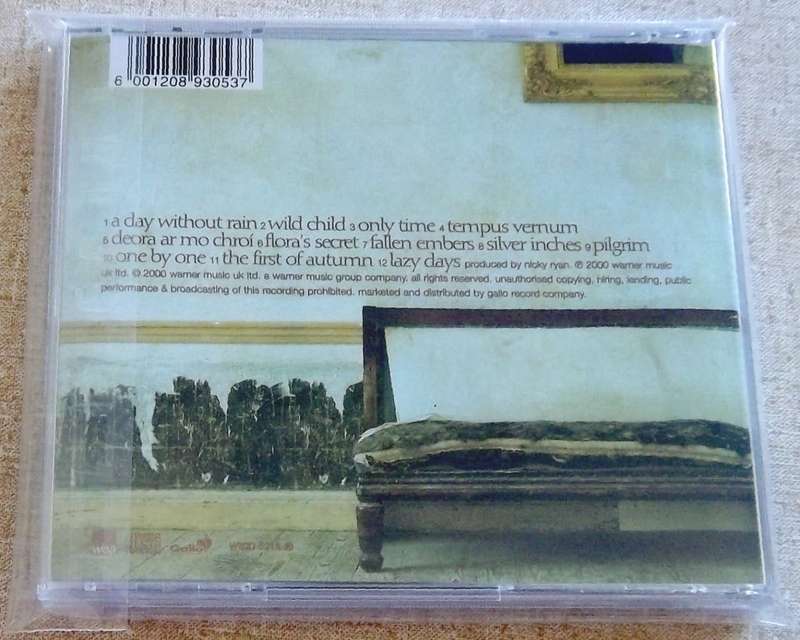 6 001208 930537
1 a day without rain 2 wild child 3 only time 4 tempus vernum
5 deora ar mo chroí 6 flora's secret 7 fallen embers 8 silver inches 9 pilgrim
10 one by one 11 the first of autumn 12 lazy days produced by nicky ryan. ℗ 2000 warner music
uk ltd. © 2000 warner music uk ltd. a warner music group company. all rights reserved. unauthorised copying, hiring, lending, public
performance & broadcasting of this recording prohibited. marketed and distributed by gallo record company.
Gallo